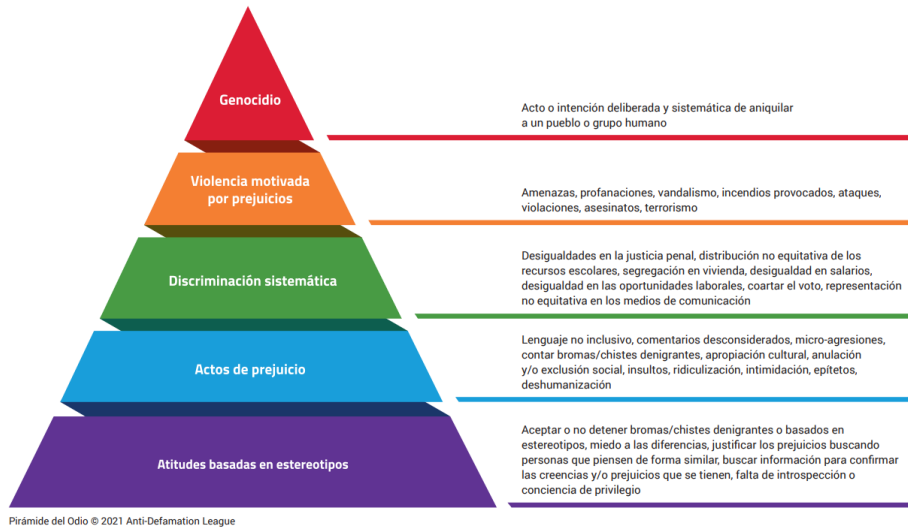 Genocidio
Acto o intención deliberada y sistemática de aniquilar
a un pueblo o grupo humano
Violencia motivada
por prejuicios
Amenazas, profanaciones, vandalismo, incendios provocados, ataques,
violaciones, asesinatos, terrorismo
Discriminación sistemática
Desigualdades en la justicia penal, distribución no equitativa de los
recursos escolares, segregación en vivienda, desigualdad en salarios,
desigualdad en las oportunidades laborales, coartar el voto, representación
no equitativa en los medios de comunicación
Actos de prejuicio
Lenguaje no inclusivo, comentarios desconsiderados, micro-agresiones,
contar bromas/chistes denigrantes, apropiación cultural, anulación
y/o exclusión social, insultos, ridiculización, intimidación, epítetos,
deshumanización
Atitudes basadas en estereotipos
Aceptar o no detener bromas/chistes denigrantes o basados en
estereotipos, miedo a las diferencias, justificar los prejuicios buscando
personas que piensen de forma similar, buscar información para confirmar
las creencias y/o prejuicios que se tienen, falta de introspección o
conciencia de privilegio
Pirámide del Odio © 2021 Anti-Defamation League